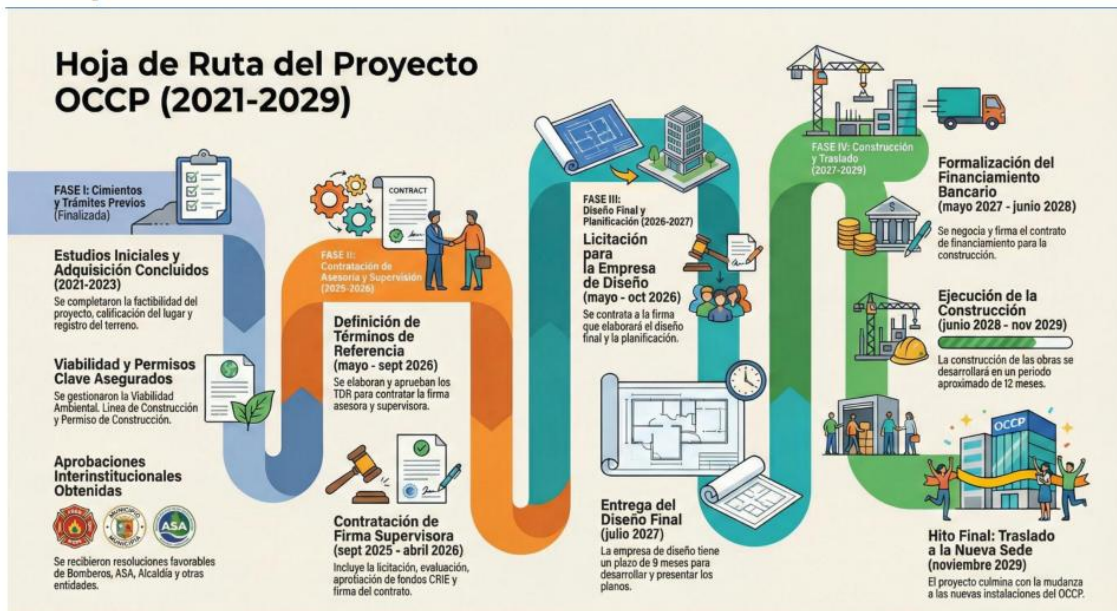 Hoja de Ruta del Proyecto
OCCP (2021-2029)
FASE I: Cimientos
y Trámites Previos
(Finalizada)
Estudios Iniciales y
Adquisición Concluidos
(2021-2023)
Se completaron la factibilidad del
proyecto, calificación del lugar y
registro del terreno.
Viabilidad y Permisos
Clave Asegurados
Se gestionaron la Viabilidad
Ambiental. Linea de Construcción
y Permiso de Construcción.
Aprobaciones
Interinstitucionales
Obtenidas
MUNICIPIO
ASA
Se recibieron resoluciones favorables
de Bomberos, ASA, Alcaldía y otras
entidades.
CONTRACT
FASE II:
Contratación de
Asesoría y Supervisión
(2025-2026)
Definición de
Términos de
Referencia
(mayo - sept 2026)
Se elaboran y aprueban los
TDR para contratar la firma
asesora y supervisora.
Contratación de
Firma Supervisora
(sept 2025 - abril 2026)
Incluye la licitación, evaluación,
aprotiación de fondos CRIE y
firma del contrato.
FASE III:
Diseño Final y
Planificación (2026-2027)
Licitación
para
la Empresa
de Diseño
(mayo - oct 2026)
Se contrata a la firma
que elaborará el diseño
final y la planificación.
Entrega del
Diseño Final
(julio 2027)
La empresa de diseño tiene
un plazo de 9 meses para
desarrollar y presentar los
planos.
FASE IV: Construcción
y Traslado
(2027-2029)
Formalización del
Financiamiento
Bancario
(mayo 2027 - junio 2028)
Se negocia y firma el contrato
de financiamiento para la
construcción.
Ejecución de la
Construcción
(junio 2028 - nov 2029)
La construcción de las obras se
desarrollará en un periodo
aproximado de 12 meses.
OCCP
Hito Final: Traslado
a la Nueva Sede
(noviembre 2029)
El proyecto culmina con la mudanza
a las nuevas instalaciones del OCCP.